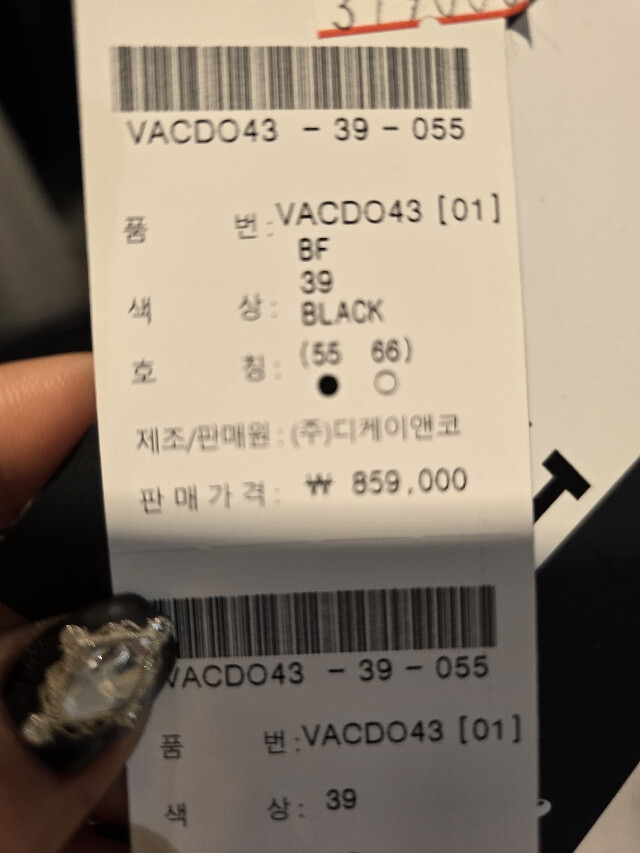 VACDO43 - 39 - 055
품 번 : VACDO43 [01]
BF
39
색 상 : BLACK
호 칭 : (55 66)
● ○
제조/판매원 : (주)디케이앤코
판 매 가 격 : ₩ 859,000
VACDO43 - 39 - 055
품 번 : VACDO43 [01]
색 상 : 39